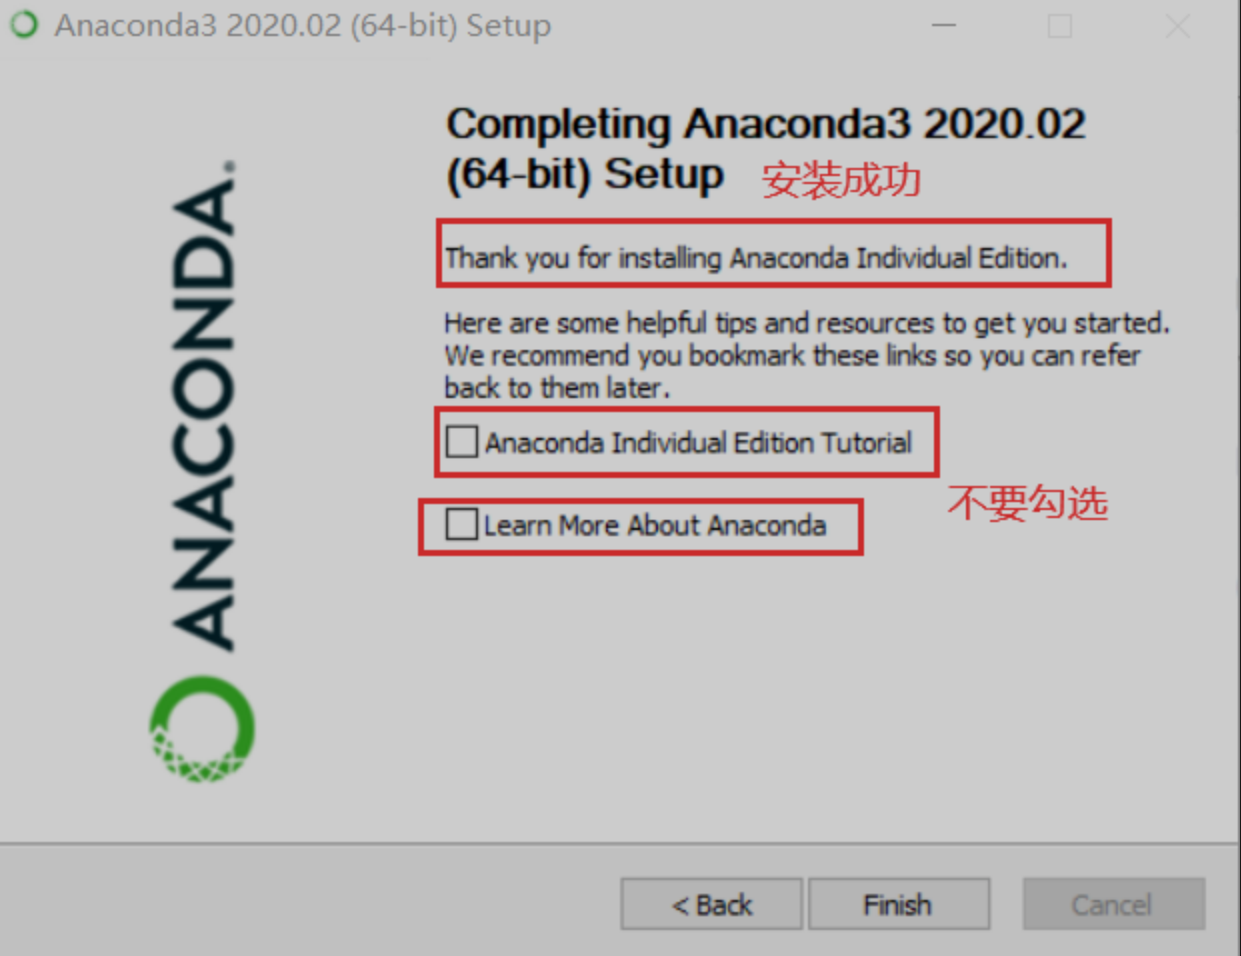 Anaconda3 2020.02 (64-bit) Setup
ANACONDA.
Completing Anaconda3 2020.02
(64-bit) Setup 安装成功
Thank you for installing Anaconda Individual Edition.
Here are some helpful tips and resources to get you started.
We recommend you bookmark these links so you can refer
back to them later.
Anaconda Individual Edition Tutorial
不要勾选
Learn More About Anaconda
< Back Finish Cancel